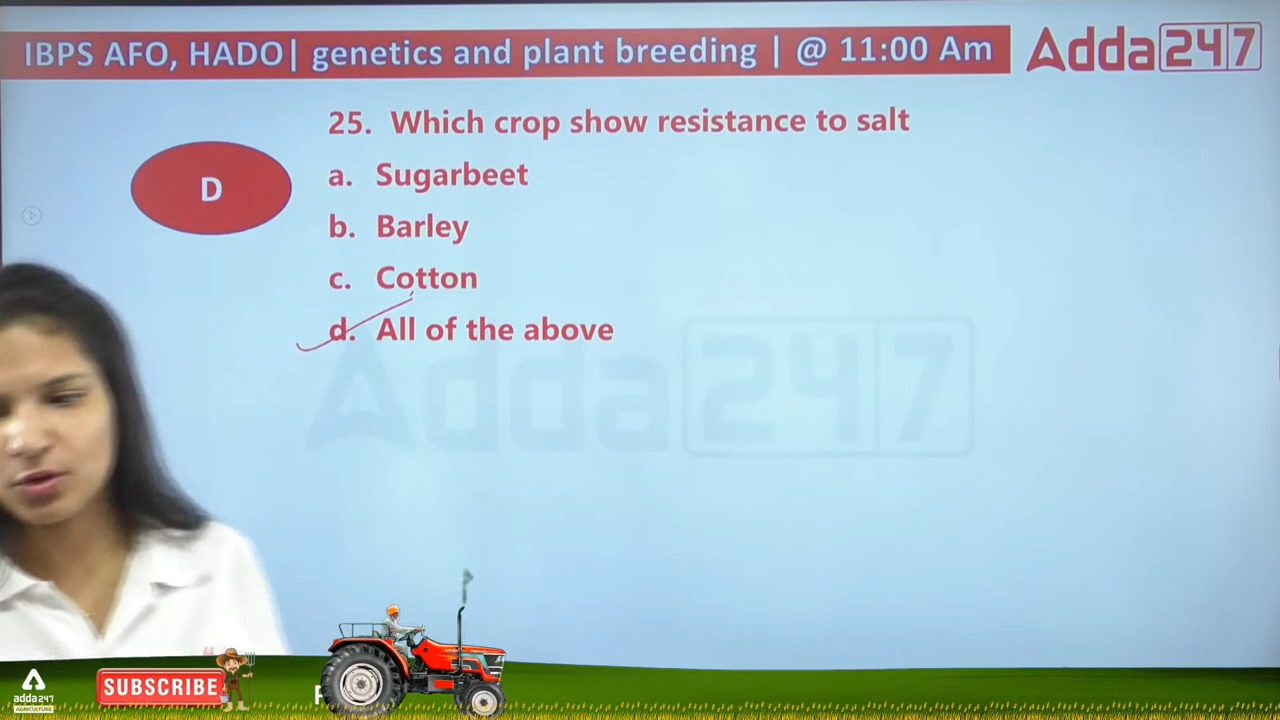 IBPS AFO, HADO| genetics and plant breeding | @ 11:00 Am
Adda247
25. Which crop show resistance to salt
D
a. Sugarbeet
b. Barley
c. Cotton
d. All of the above
Adda247
adda247
AGRICULTURE
SUBSCRIBE